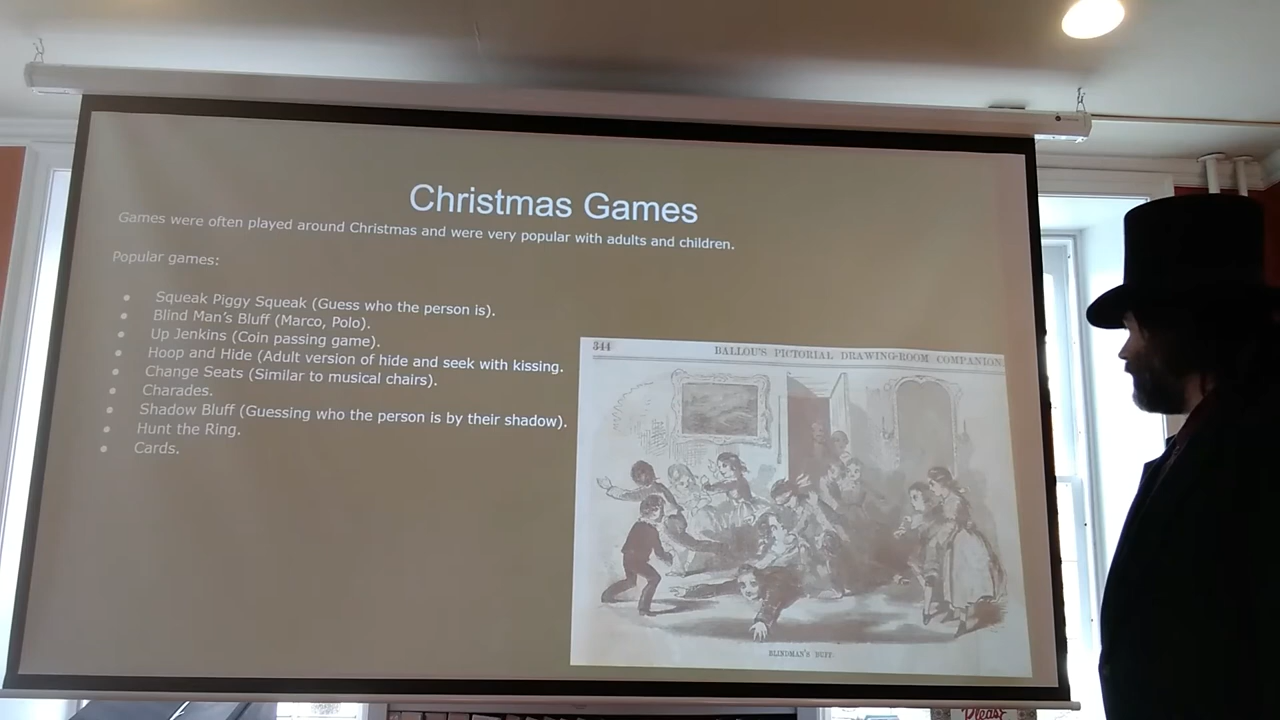 Christmas Games
Games were often played around Christmas and were very popular with adults and children.
Popular games:
● Squeak Piggy Squeak (Guess who the person is).
● Blind Man's Bluff (Marco, Polo).
● Up Jenkins (Coin passing game).
● Hoop and Hide (Adult version of hide and seek with kissing.
● Change Seats (Similar to musical chairs).
● Charades.
● Shadow Bluff (Guessing who the person is by their shadow).
● Hunt the Ring.
● Cards.
344 BALLOU'S PICTORIAL DRAWING-ROOM COMPANION
BLINDMAN'S BUFF.
Please